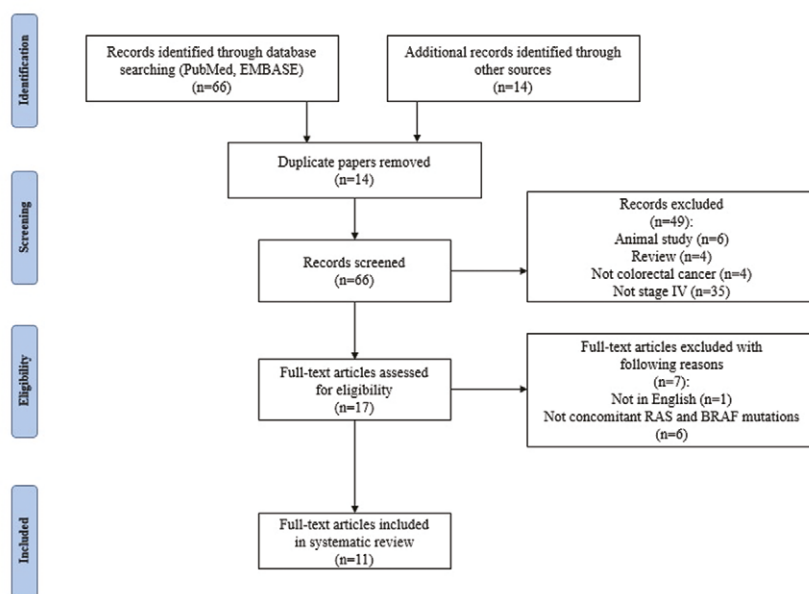 Identification
Records identified through database
searching (PubMed, EMBASE)
(n=66)
Additional records identified through
other sources
(n=14)
Duplicate papers removed
(n=14)
Screening
Records screened
(n=66)
Records excluded
(n=49):
Animal study (n=6)
Review (n=4)
Not colorectal cancer (n=4)
Not stage IV (n=35)
Eligibility
Full-text articles assessed
for eligibility
(n=17)
Full-text articles excluded with
following reasons
(n=7):
Not in English (n=1)
Not concomitant RAS and BRAF mutations
(n=6)
Included
Full-text articles included
in systematic review
(n=11)